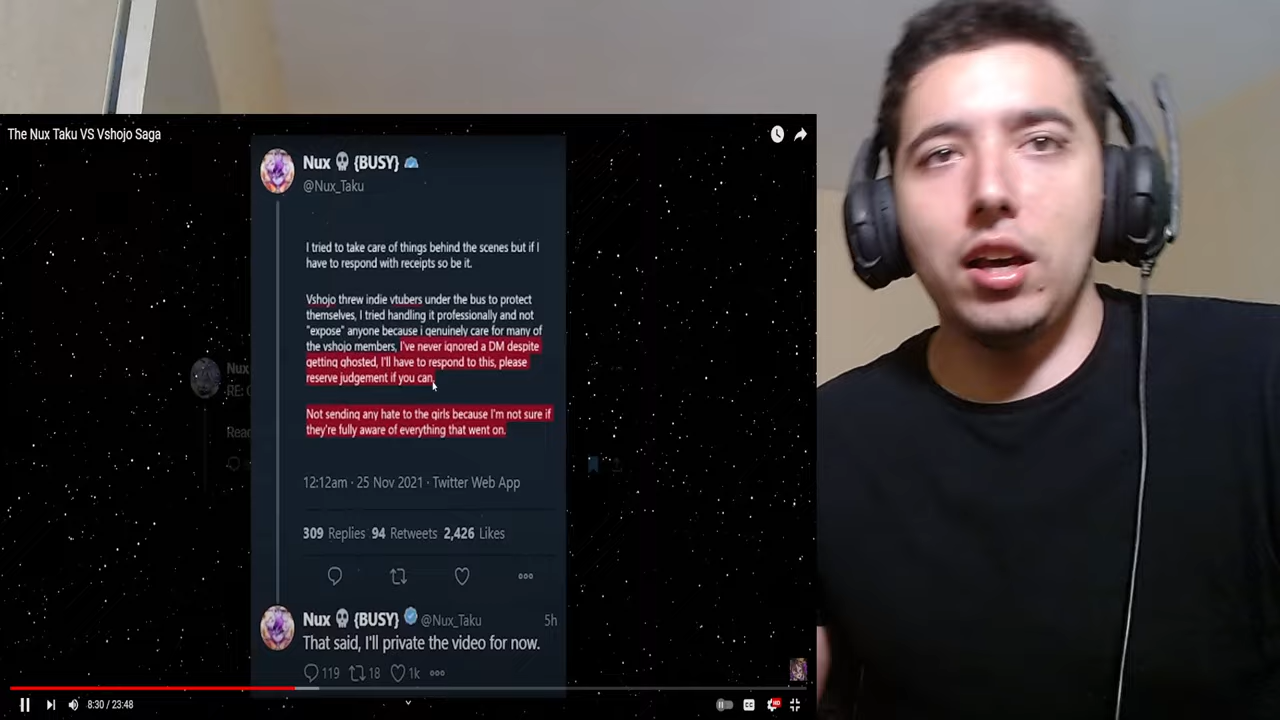 The Nux Taku VS Vshojo Saga
Nux 💀 {BUSY}
@Nux_Taku
I tried to take care of things behind the scenes but if I
have to respond with receipts so be it.
Vshojo threw indie vtubers under the bus to protect
themselves, I tried handling it professionally and not
"expose" anyone because i genuinely care for many of
the vshojo members, I've never ignored a DM despite
getting ghosted, I'll have to respond to this, please
reserve judgement if you can.
Not sending any hate to the girls because I'm not sure if
they're fully aware of everything that went on.
12:12am · 25 Nov 2021 · Twitter Web App
309 Replies 94 Retweets 2,426 Likes
Nux 💀 {BUSY} @Nux_Taku 5h
That said, I'll private the video for now.
119 18 1k
Nux
RE:
8:30 / 23:48
CC
HD